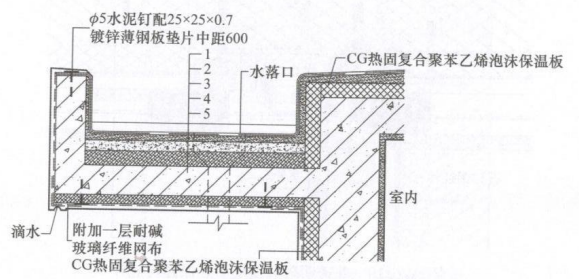 φ5水泥钉配25×25×0.7
镀锌薄钢板垫片中距600
1
2
3
4
5
水落口
CG热固复合聚苯乙烯泡沫保温板
室内
滴水
附加一层耐碱
玻璃纤维网布
CG热固复合聚苯乙烯泡沫保温板